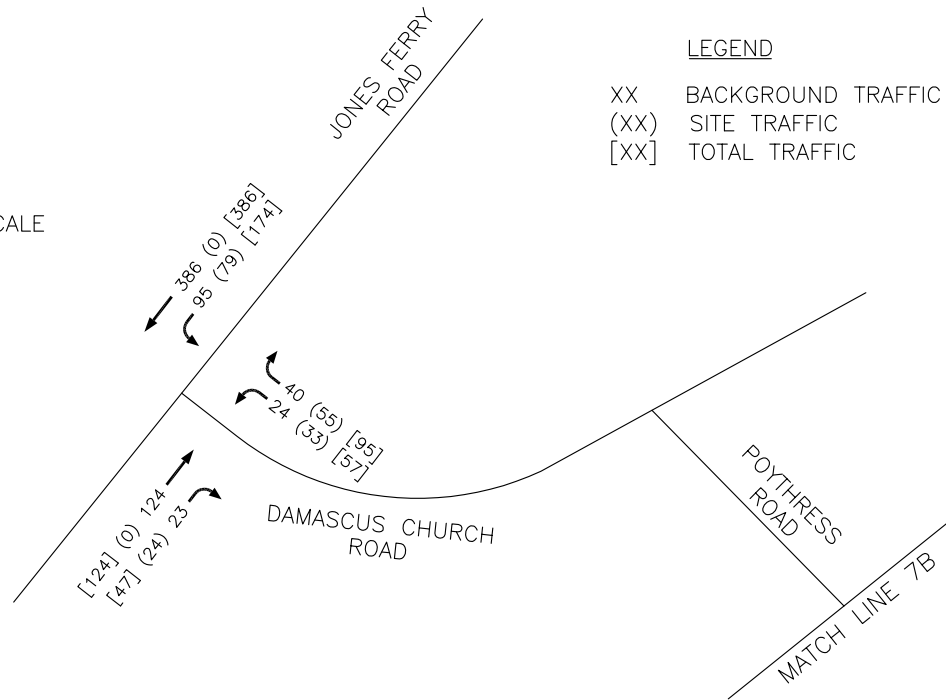 LEGEND
XX BACKGROUND TRAFFIC
(XX) SITE TRAFFIC
[XX] TOTAL TRAFFIC
JONES FERRY
ROAD
CALE
386 (0) [386]
95 (79) [174]
40 (55) [95]
24 (33) [57]
[124] (0) 124
[47] (24) 23
DAMASCUS CHURCH
ROAD
POYTHRESS
ROAD
MATCH LINE 7B